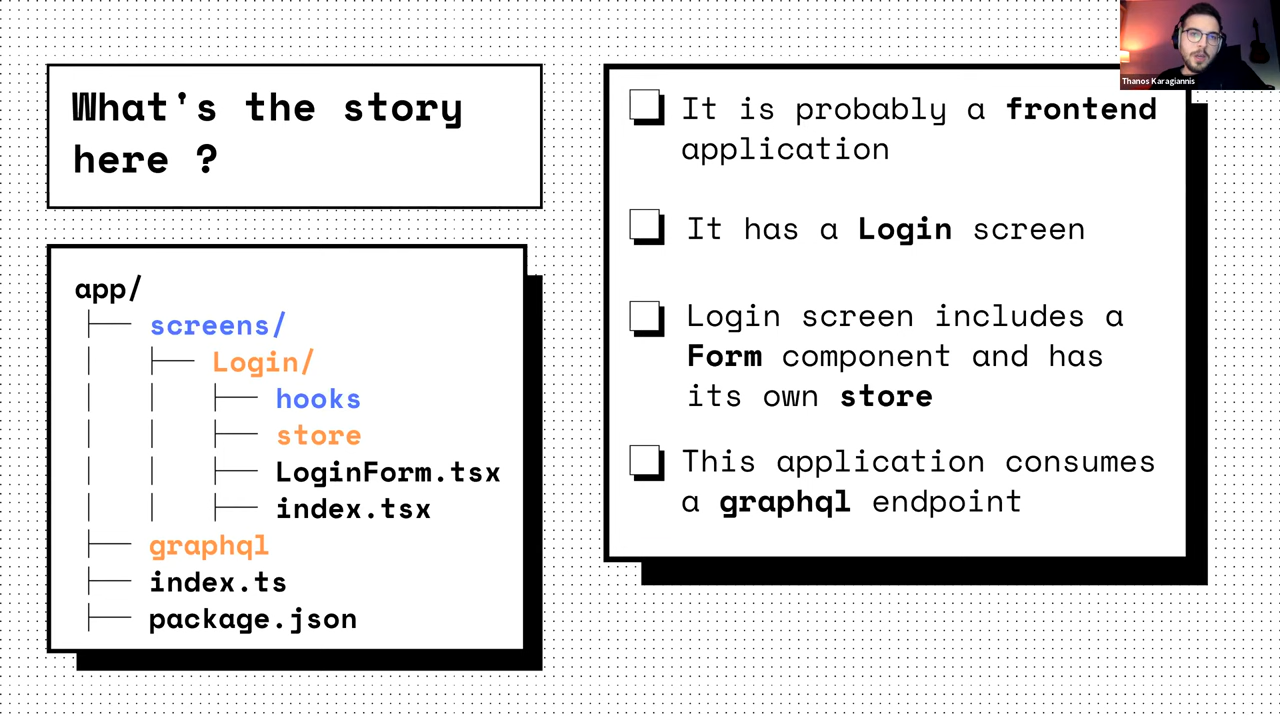 What's the story
here ?
app/
screens/
Login/
hooks
store
LoginForm.tsx
index.tsx
graphql
index.ts
package.json
It is probably a frontend
application
It has a Login screen
Login screen includes a
Form component and has
its own store
This application consumes
a graphql endpoint
Thanos Karagiannis